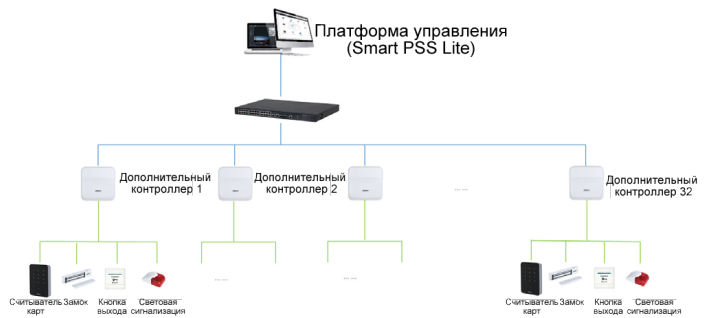 Платформа управления
(Smart PSS Lite)
Дополнительный
контроллер 1
Дополнительный
контроллер 2
Дополнительный
контроллер 32
Считыватель
карт
Замок
Кнопка
выхода
Световая
сигнализация
Считыватель
карт
Замок
Кнопка
выхода
Световая
сигнализация